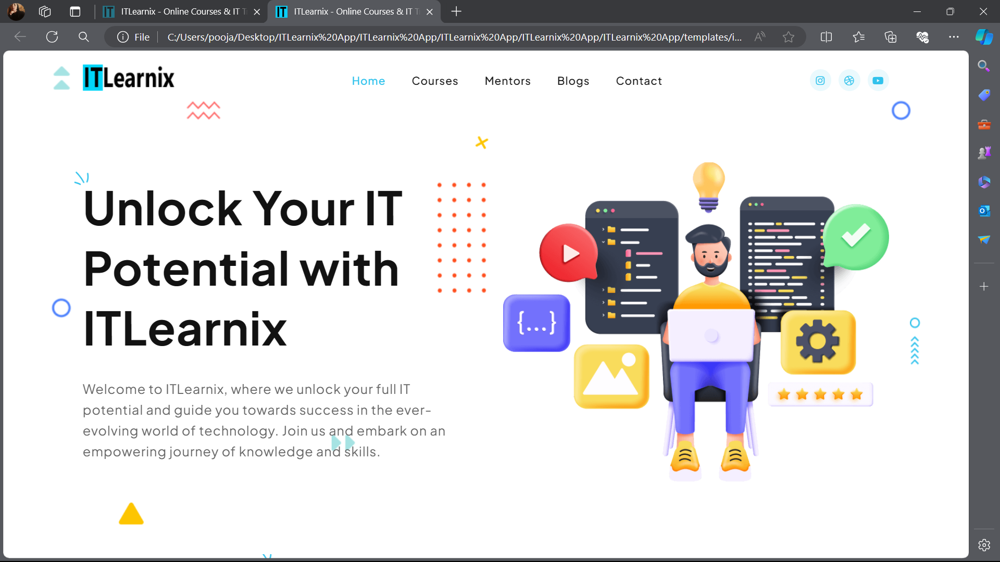 ITLearnix - Online Courses & IT T
ITLearnix - Online Courses & IT T
File
C:/Users/pooja/Desktop/ITLearnix%20App/ITLearnix%20App/ITLearnix%20App/ITLearnix%20App/ITLearnix%20App/templates/i...
ITLearnix
Home
Courses
Mentors
Blogs
Contact
Unlock Your IT
Potential with
ITLearnix
{...}
Welcome to ITLearnix, where we unlock your full IT
potential and guide you towards success in the ever-
evolving world of technology. Join us and embark on an
empowering journey of knowledge and skills.